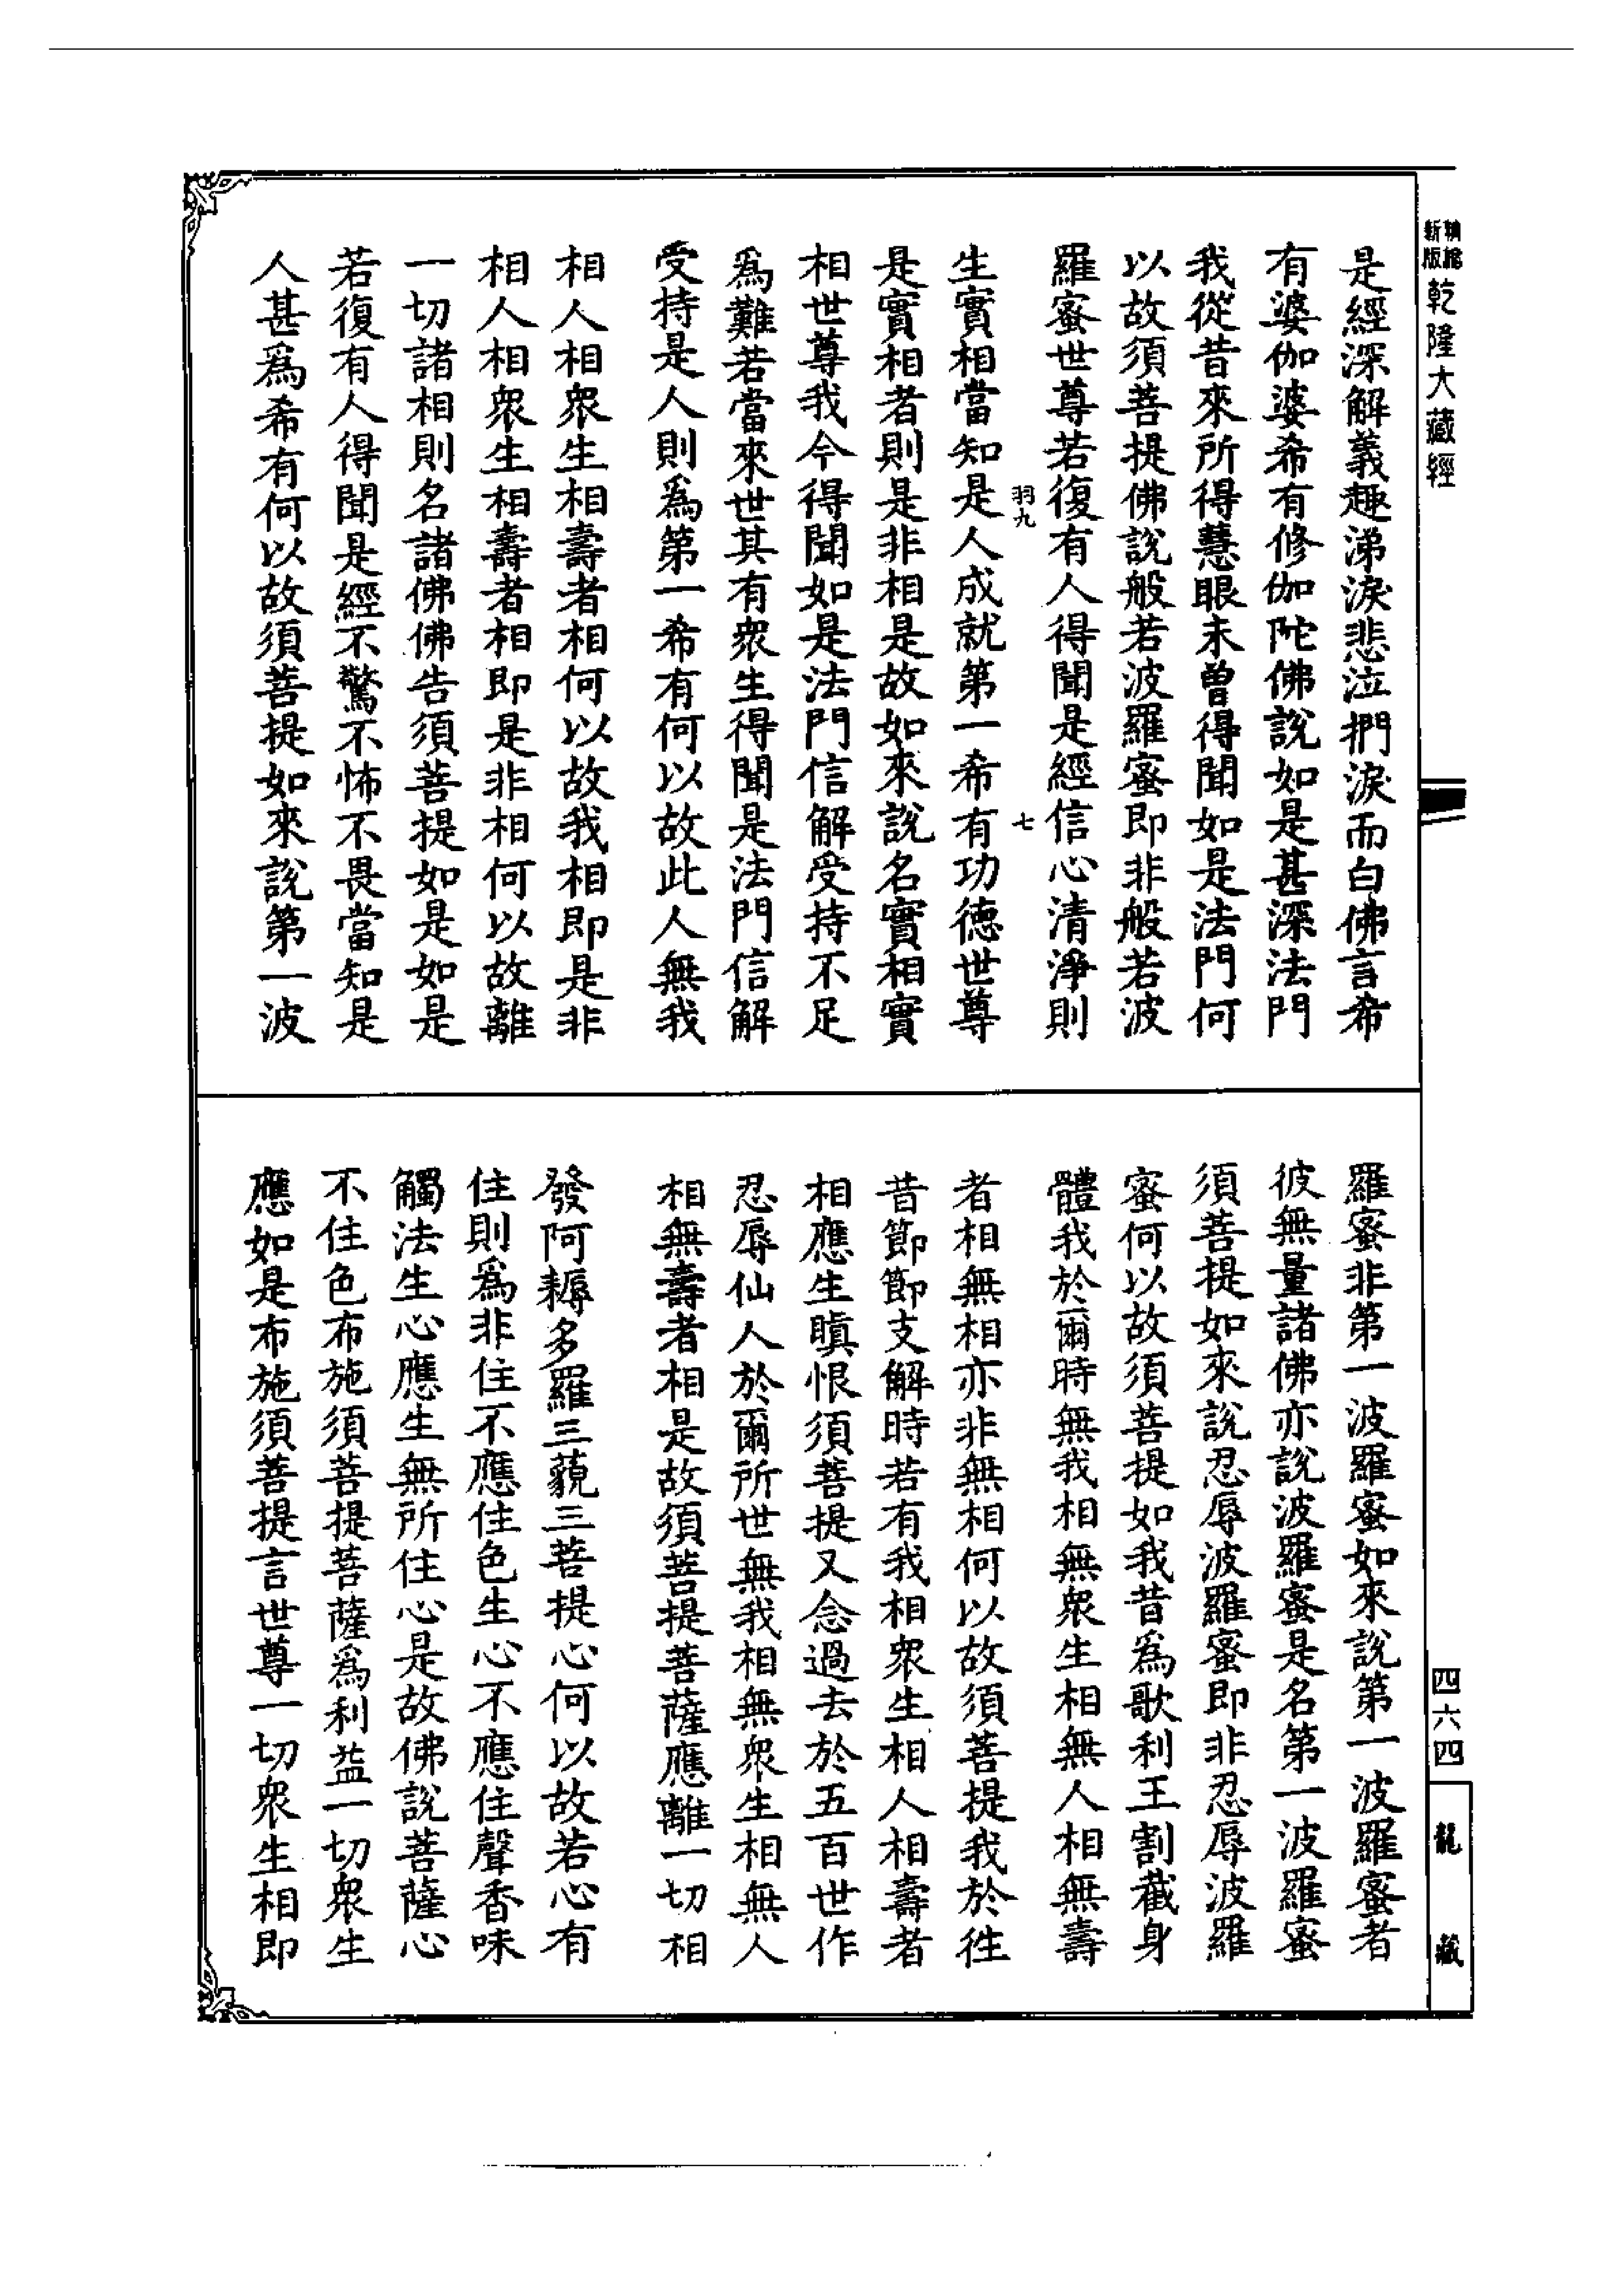 新版
精縮
乾隆大藏經
是經深解義趣涕淚悲泣捫淚而白佛言希
有婆伽婆希有修伽陀佛說如是甚深法門
我從昔來所得慧眼未曾得聞如是法門何
以故須菩提佛說般若波羅蜜即非般若波
羅蜜世尊若復有人得聞是經信心清淨則
羽九
七
生實相當知是人成就第一希有功德世尊
是實相者則是非相是故如來說名實相實
相世尊我今得聞如是法門信解受持不足
爲難若當來世其有衆生得聞是法門信解
受持是人則爲第一希有何以故此人無我
相人相衆生相壽者相何以故我相即是非
相人相衆生相壽者相即是非相何以故離
一切諸相則名諸佛佛告須菩提如是如是
若復有人得聞是經不驚不怖不畏當知是
人甚爲希有何以故須菩提如來說第一波
羅蜜非第一波羅蜜如來說第一波羅蜜者
彼無量諸佛亦說波羅蜜是名第一波羅蜜
須菩提如來說忍辱波羅蜜即非忍辱波羅
蜜何以故須菩提如我昔爲歌利王割截身
體我於爾時無我相無衆生相無人相無壽
者相無相亦非無相何以故須菩提我於往
昔節節支解時若有我相衆生相人相壽者
相應生瞋恨須菩提又念過去於五百世作
忍辱仙人於爾所世無我相無衆生相無人
相無壽者相是故須菩提菩薩應離一切相
發阿耨多羅三藐三菩提心何以故若心有
住則爲非住不應住色生心不應住聲香味
觸法生心應生無所住心是故佛說菩薩心
不住色布施須菩提菩薩爲利益一切衆生
應如是布施須菩提言世尊一切衆生相即
四六四
龍藏